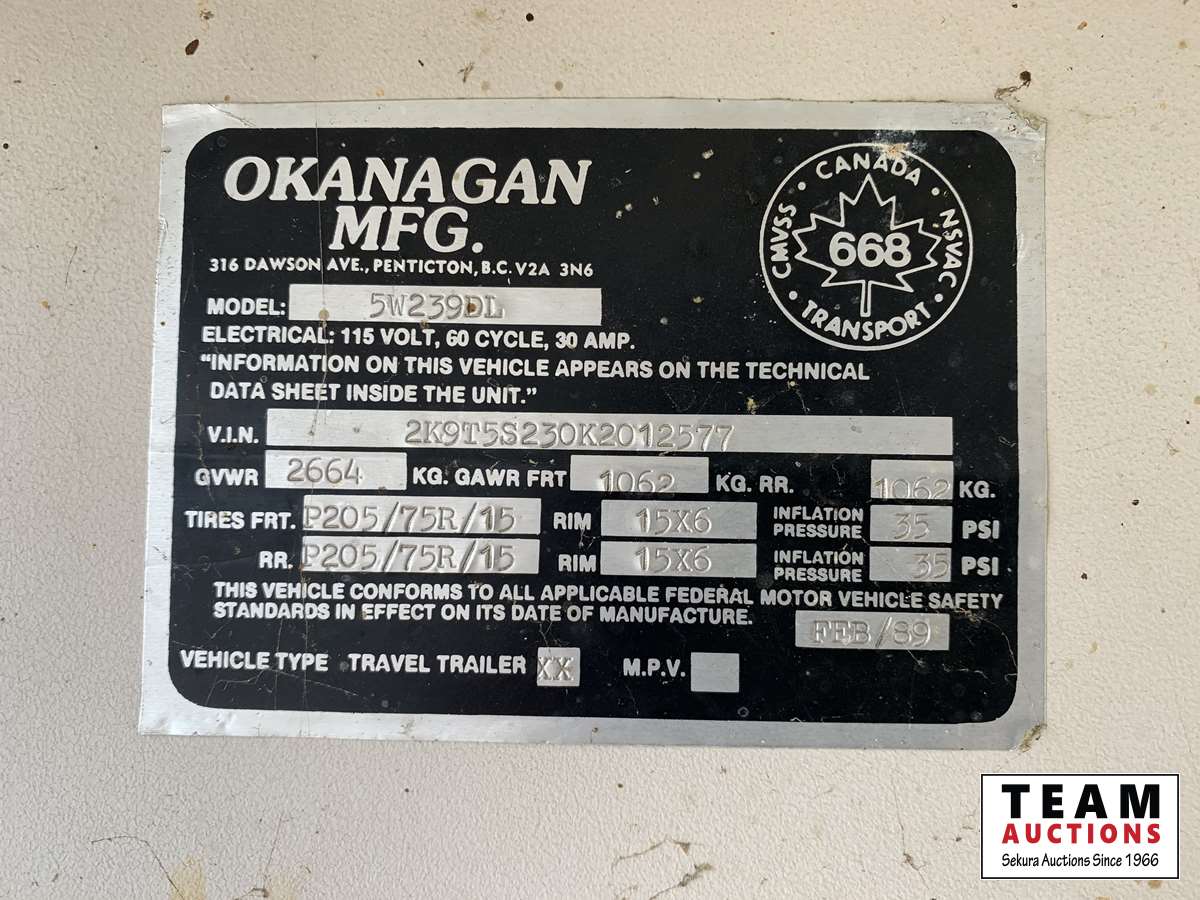 OKANAGAN
MFG.
316 DAWSON AVE., PENTICTON, B.C. V2A 3N6
CANADA
CMVSS
NSVAC
668
TRANSPORT
MODEL: 5W239DL
ELECTRICAL: 115 VOLT, 60 CYCLE, 30 AMP.
"INFORMATION ON THIS VEHICLE APPEARS ON THE TECHNICAL
DATA SHEET INSIDE THE UNIT."
V.I.N. 2K9T5S230K2012577
GVWR 2664 KG. GAWR FRT 1062 KG. RR. 1062 KG.
TIRES FRT. P205/75R/15 RIM 15X6 INFLATION PRESSURE 35 PSI
RR. P205/75R/15 RIM 15X6 INFLATION PRESSURE 35 PSI
THIS VEHICLE CONFORMS TO ALL APPLICABLE FEDERAL MOTOR VEHICLE SAFETY
STANDARDS IN EFFECT ON ITS DATE OF MANUFACTURE. FEB/89
VEHICLE TYPE TRAVEL TRAILER XX M.P.V.
TEAM
AUCTIONS
Sekura Auctions Since 1966